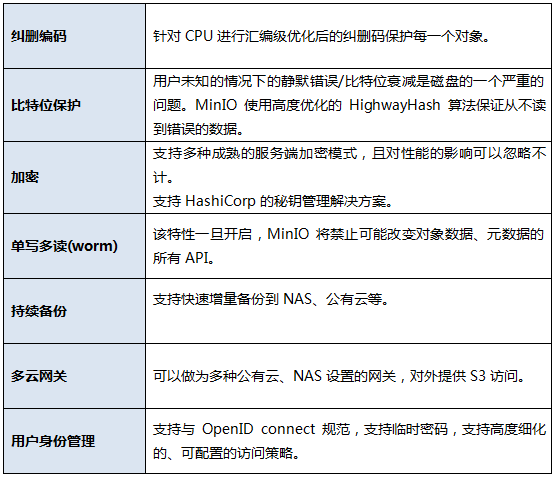 纠删编码
针对 CPU 进行汇编级优化后的纠删码保护每一个对象。
比特位保护
用户未知的情况下的静默错误/比特位衰减是磁盘的一个严重的
问题。MinIO 使用高度优化的 HighwayHash 算法保证从不读
到错误的数据。
加密
支持多种成熟的服务端加密模式，且对性能的影响可以忽略不
计。
支持 HashiCorp 的秘钥管理解决方案。
单写多读(worm)
该特性一旦开启，MinIO 将禁止可能改变对象数据、元数据的
所有 API。
持续备份
支持快速增量备份到 NAS、公有云等。
多云网关
可以做为多种公有云、NAS 设置的网关，对外提供 S3 访问。
用户身份管理
支持与 OpenID connect 规范，支持临时密码，支持高度细化
的、可配置的访问策略。